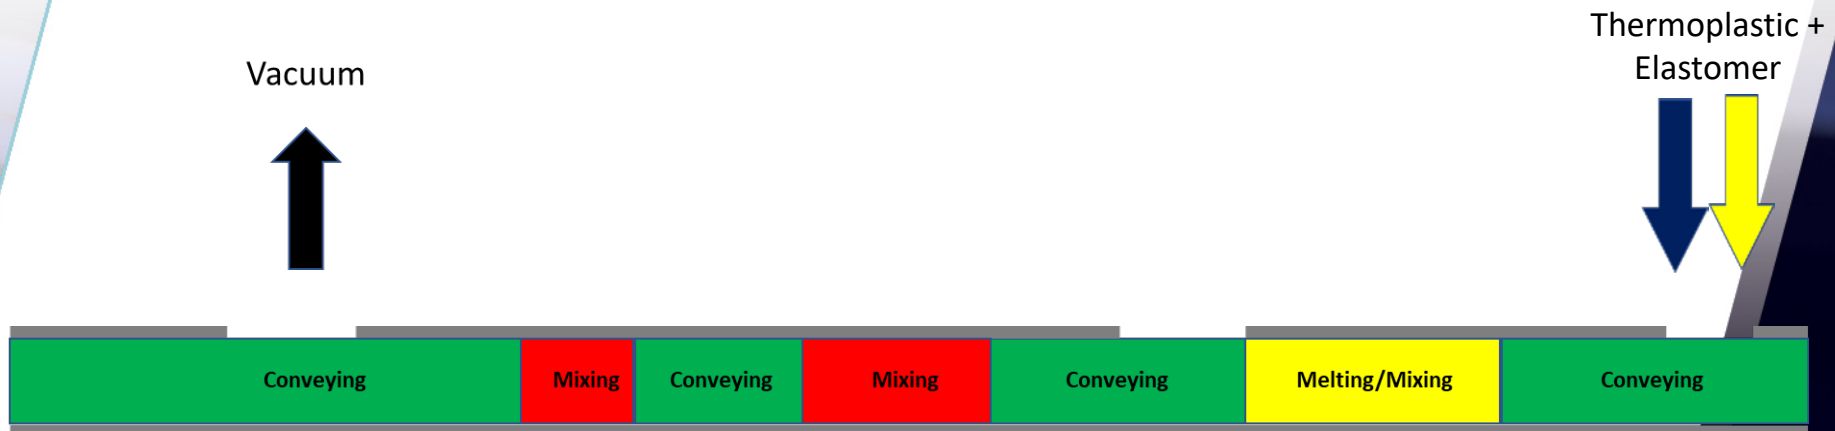 Thermoplastic +
Elastomer
Vacuum
Conveying
Mixing
Conveying
Mixing
Conveying
Melting/Mixing
Conveying